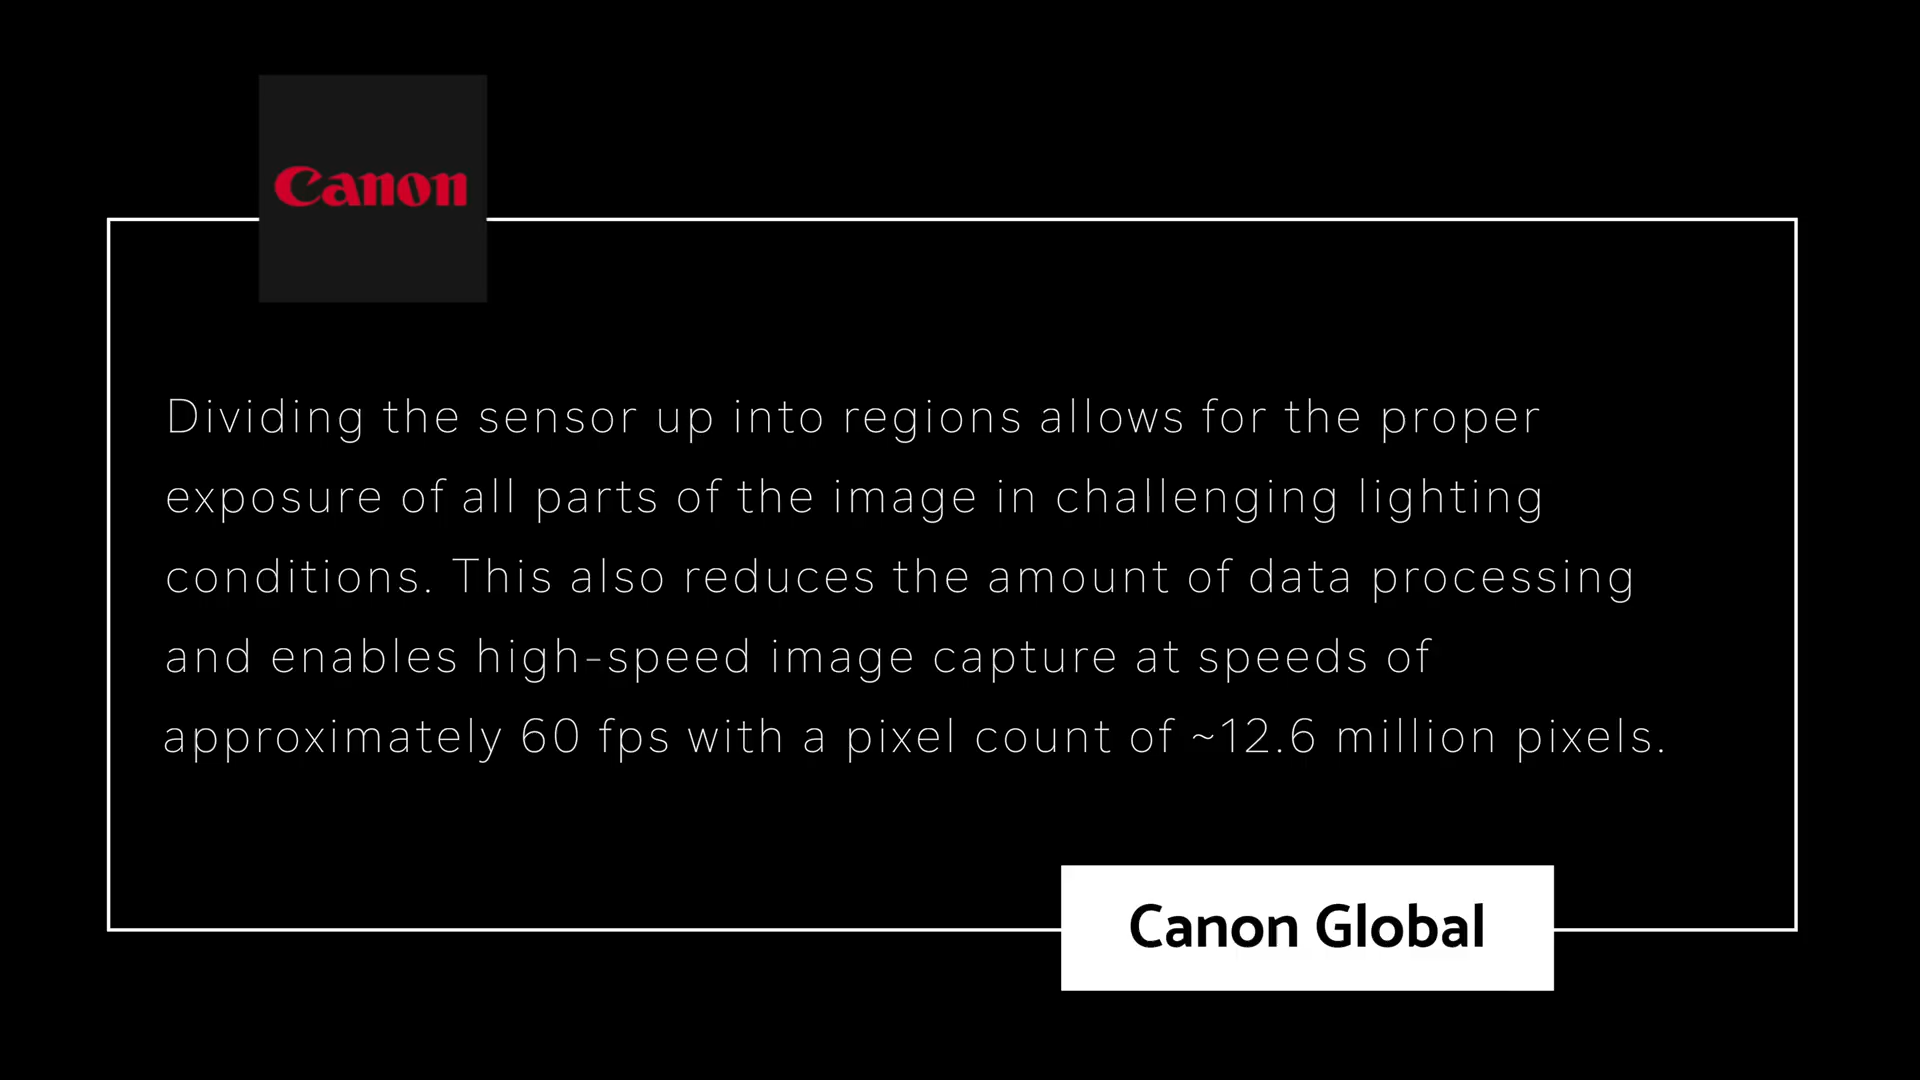 Canon
Dividing the sensor up into regions allows for the proper
exposure of all parts of the image in challenging lighting
conditions. This also reduces the amount of data processing
and enables high-speed image capture at speeds of
approximately 60 fps with a pixel count of ~12.6 million pixels.
Canon Global